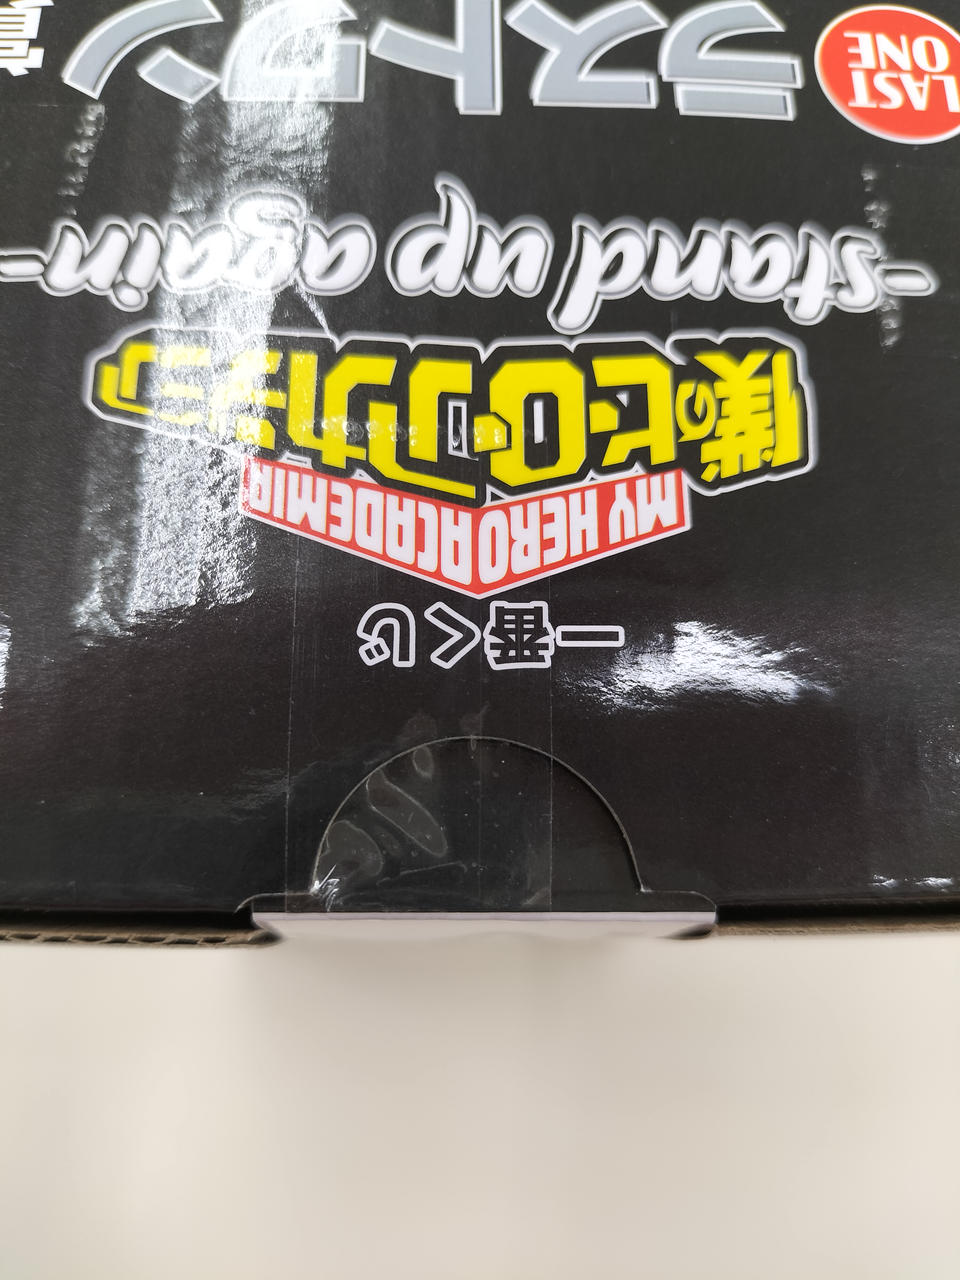 一番くじ
MY HERO ACADEMIA
僕のヒーローアカデミア
-stand up again-
LAST
ONE
ラストワン賞